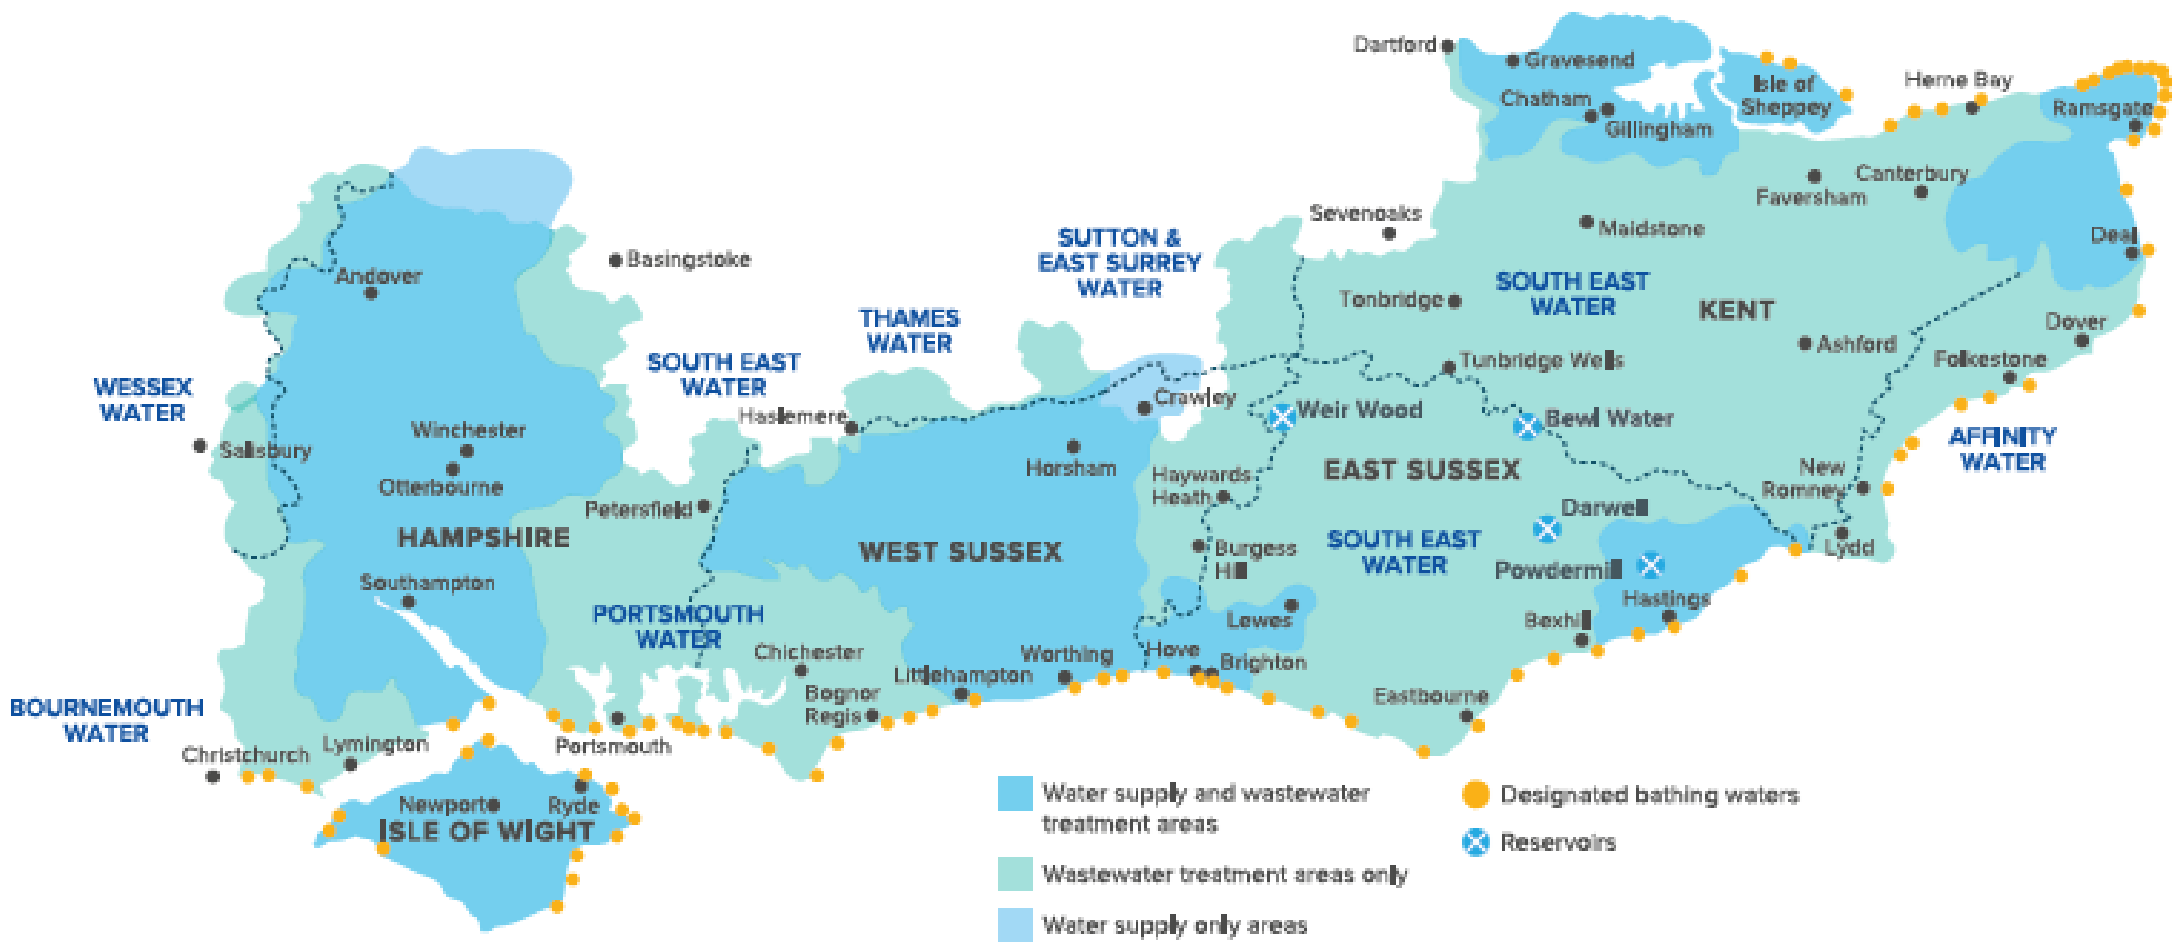 Dartford
Gravesend
Chatham
Gillingham
Isle of
Sheppey
Herne Bay
Ramsgate
Canterbury
Faversham
Sevenoaks
Maidstone
Deal
SUTTON &
EAST SURREY
WATER
Basingstoke
Andover
SOUTH EAST
WATER
KENT
Tonbridge
THAMES
WATER
Dover
Ashford
Folkestone
SOUTH EAST
WATER
Tunbridge Wells
WESSEX
WATER
Haslemere
Crawley
Weir Wood
Bewl Water
AFFINITY
WATER
Salisbury
Winchester
Otterbourne
Horsham
Haywards
Heath
EAST SUSSEX
New
Romney
Petersfield
Darwell
HAMPSHIRE
WEST SUSSEX
Burgess
Hill
SOUTH EAST
WATER
Lydd
Powdermill
Southampton
PORTSMOUTH
WATER
Lewes
Hastings
Bexhill
Chichester
Worthing
Hove
Brighton
Littlehampton
Bognor
Regis
Eastbourne
BOURNEMOUTH
WATER
Christchurch
Lymington
Portsmouth
Newport
Ryde
ISLE OF WIGHT
Water supply and wastewater
treatment areas
Wastewater treatment areas only
Water supply only areas
Designated bathing waters
Reservoirs